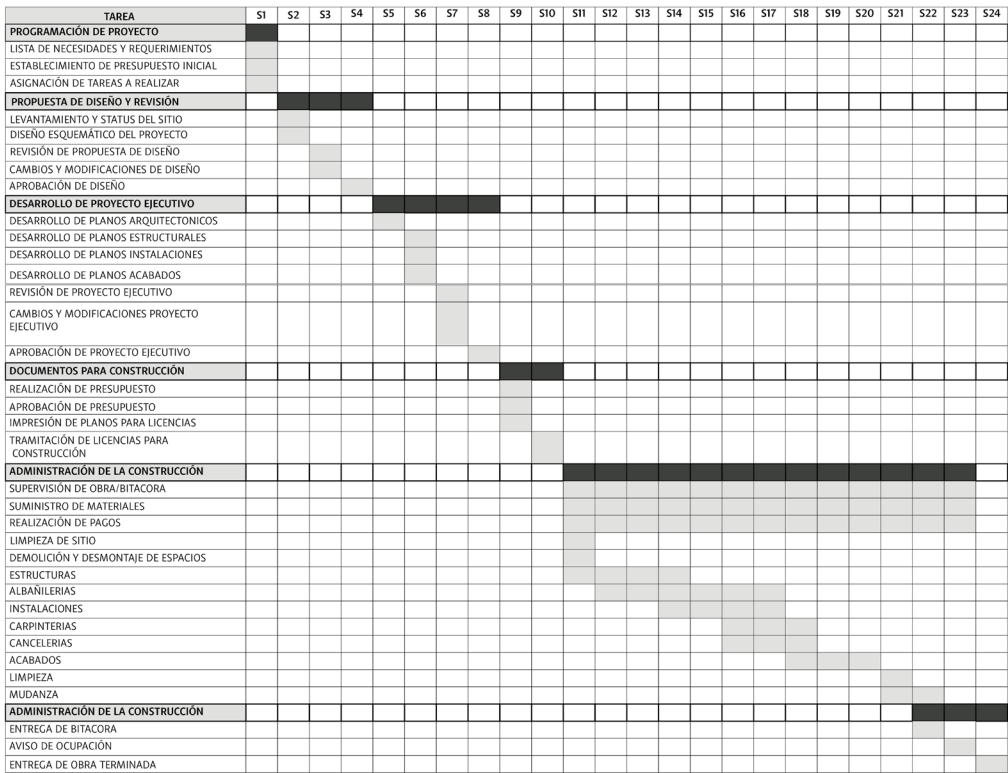 TAREA S1 S2 S3 S4 S5 S6 S7 S8 S9 S10 S11 S12 S13 S14 S15 S16 S17 S18 S19 S20 S21 S22 S23 S24
PROGRAMACIÓN DE PROYECTO
LISTA DE NECESIDADES Y REQUERIMIENTOS
ESTABLECIMIENTO DE PRESUPUESTO INICIAL
ASIGNACIÓN DE TAREAS A REALIZAR
PROPUESTA DE DISEÑO Y REVISIÓN
LEVANTAMIENTO Y STATUS DEL SITIO
DISEÑO ESQUEMÁTICO DEL PROYECTO
REVISIÓN DE PROPUESTA DE DISEÑO
CAMBIOS Y MODIFICACIONES DE DISEÑO
APROBACIÓN DE DISEÑO
DESARROLLO DE PROYECTO EJECUTIVO
DESARROLLO DE PLANOS ARQUITECTONICOS
DESARROLLO DE PLANOS ESTRUCTURALES
DESARROLLO DE PLANOS INSTALACIONES
DESARROLLO DE PLANOS ACABADOS
REVISIÓN DE PROYECTO EJECUTIVO
CAMBIOS Y MODIFICACIONES PROYECTO
EJECUTIVO
APROBACIÓN DE PROYECTO EJECUTIVO
DOCUMENTOS PARA CONSTRUCCIÓN
REALIZACIÓN DE PRESUPUESTO
APROBACIÓN DE PRESUPUESTO
IMPRESIÓN DE PLANOS PARA LICENCIAS
TRAMITACIÓN DE LICENCIAS PARA
CONSTRUCCIÓN
ADMINISTRACIÓN DE LA CONSTRUCCIÓN
SUPERVISIÓN DE OBRA/BITACORA
SUMINISTRO DE MATERIALES
REALIZACIÓN DE PAGOS
LIMPIEZA DE SITIO
DEMOLICIÓN Y DESMONTAJE DE ESPACIOS
ESTRUCTURAS
ALBAÑILERIAS
INSTALACIONES
CARPINTERIAS
CANCELERIAS
ACABADOS
LIMPIEZA
MUDANZA
ADMINISTRACIÓN DE LA CONSTRUCCIÓN
ENTREGA DE BITACORA
AVISO DE OCUPACIÓN
ENTREGA DE OBRA TERMINADA